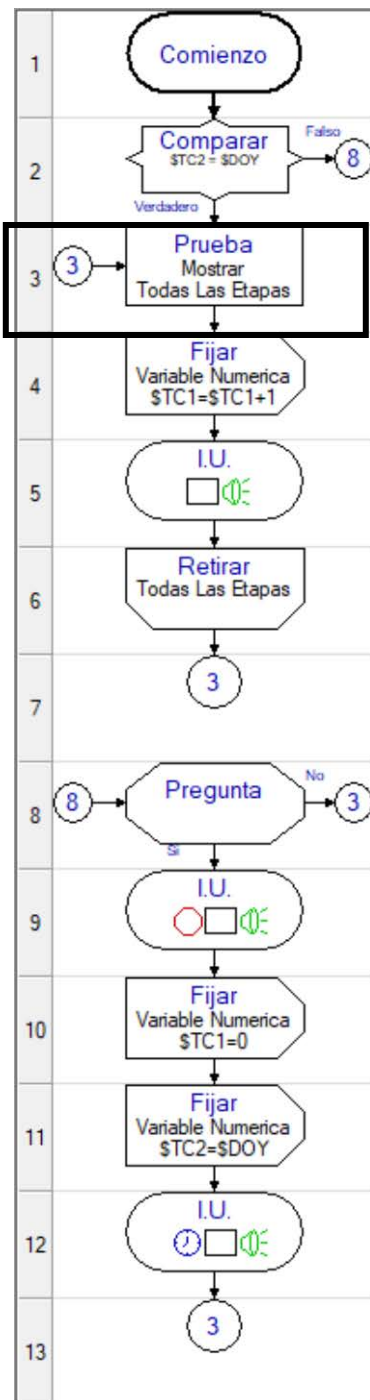 1
Comienzo
2
Comparar
$TC2 = $DOY
Falso
8
Verdadero
3
3
Prueba
Mostrar
Todas Las Etapas
4
Fijar
Variable Numerica
$TC1=$TC1+1
5
I.U.
6
Retirar
Todas Las Etapas
7
3
8
8
Pregunta
No
3
Si
9
I.U.
10
Fijar
Variable Numerica
$TC1=0
11
Fijar
Variable Numerica
$TC2=$DOY
12
I.U.
13
3